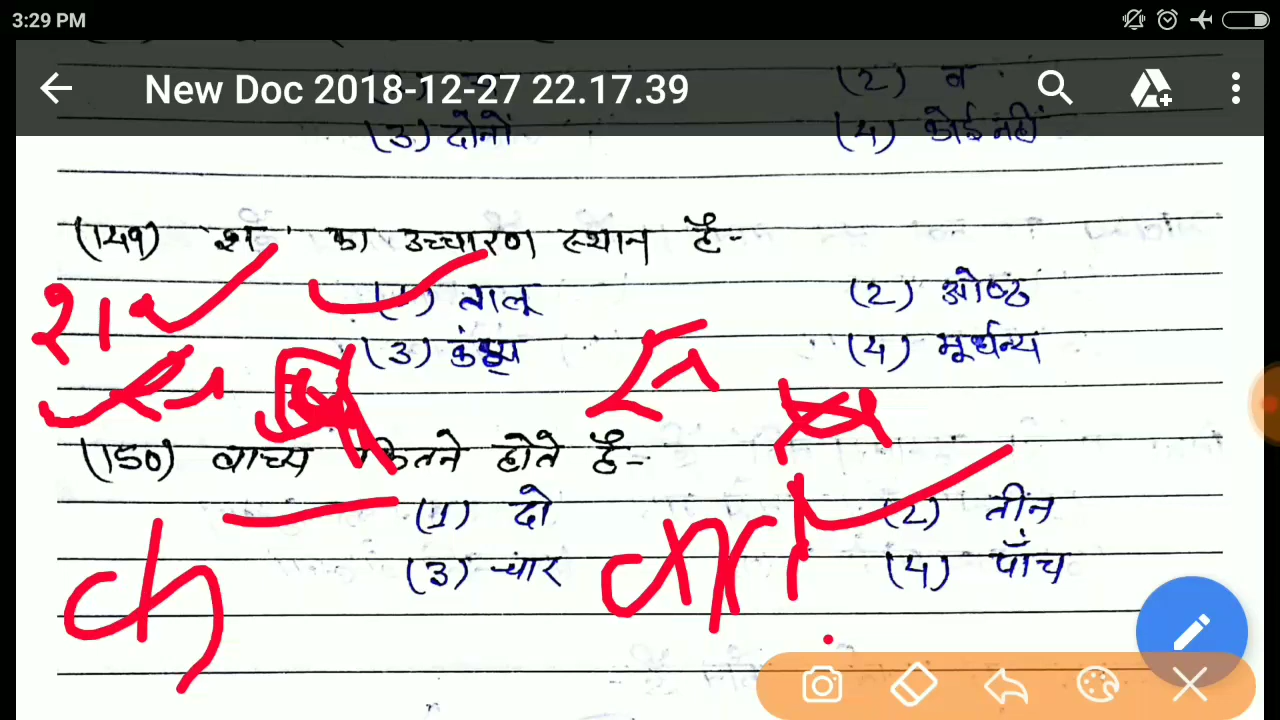 3:29 PM
New Doc 2018-12-27 22.17.39
(2) व
(3) दोनों (4) कोई नहीं
(149) 'श' का उच्चारण स्थान है-
(1) तालू (2) ओष्ठ
(3) कंठ्य (4) मूर्धन्य
(150) वाच्य कितने होते है-
(1) दो (2) तीन
(3) चार (4) पाँच